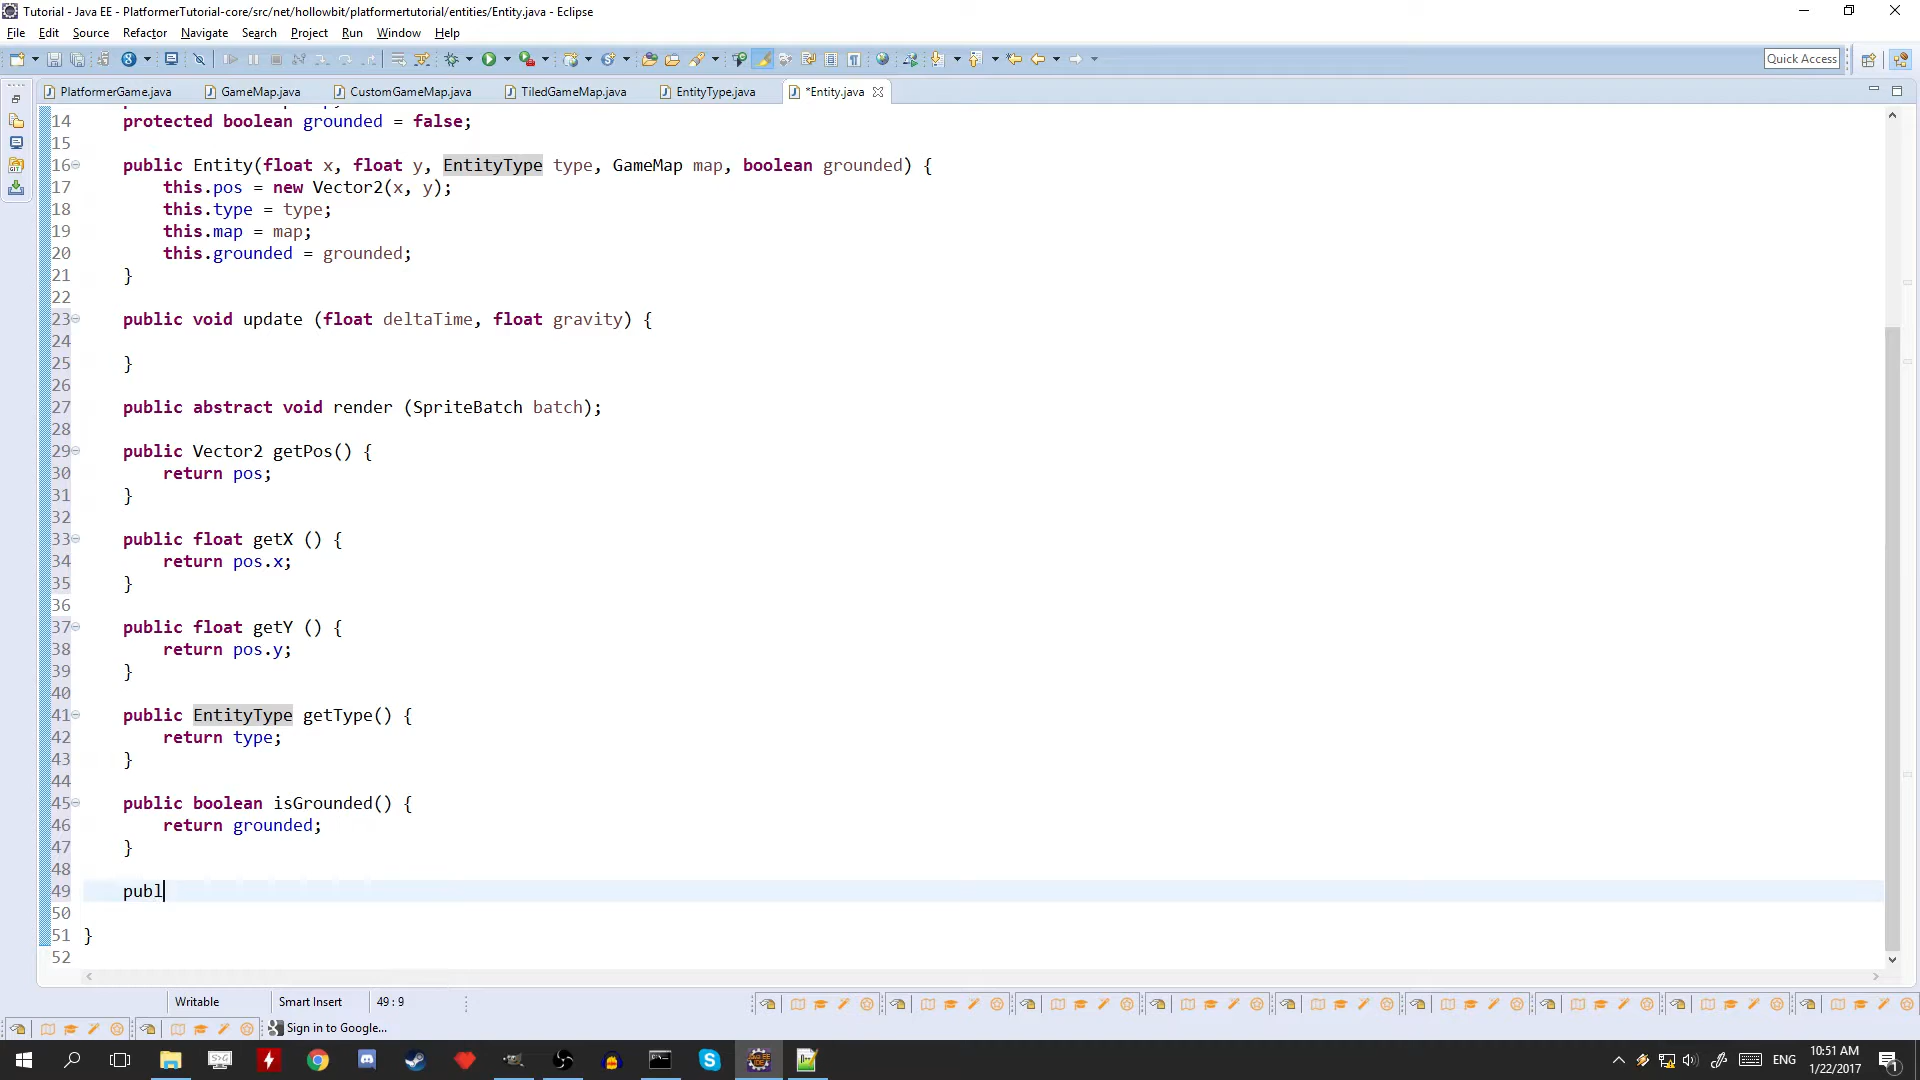 Tutorial - Java EE - PlatformerTutorial-core/src/net/hollowbit/platformertutorial/entities/Entity.java - Eclipse
File Edit Source Refactor Navigate Search Project Run Window Help
Quick Access
PlatformerGame.java GameMap.java CustomGameMap.java TiledGameMap.java EntityType.java *Entity.java
14 protected boolean grounded = false;
15
16 public Entity(float x, float y, EntityType type, GameMap map, boolean grounded) {
17 this.pos = new Vector2(x, y);
18 this.type = type;
19 this.map = map;
20 this.grounded = grounded;
21 }
22
23 public void update (float deltaTime, float gravity) {
24
25 }
26
27 public abstract void render (SpriteBatch batch);
28
29 public Vector2 getPos() {
30 return pos;
31 }
32
33 public float getX () {
34 return pos.x;
35 }
36
37 public float getY () {
38 return pos.y;
39 }
40
41 public EntityType getType() {
42 return type;
43 }
44
45 public boolean isGrounded() {
46 return grounded;
47 }
48
49 publ
50
51 }
52
Writable Smart Insert 49 : 9
Sign in to Google...
ENG 10:51 AM
1/22/2017